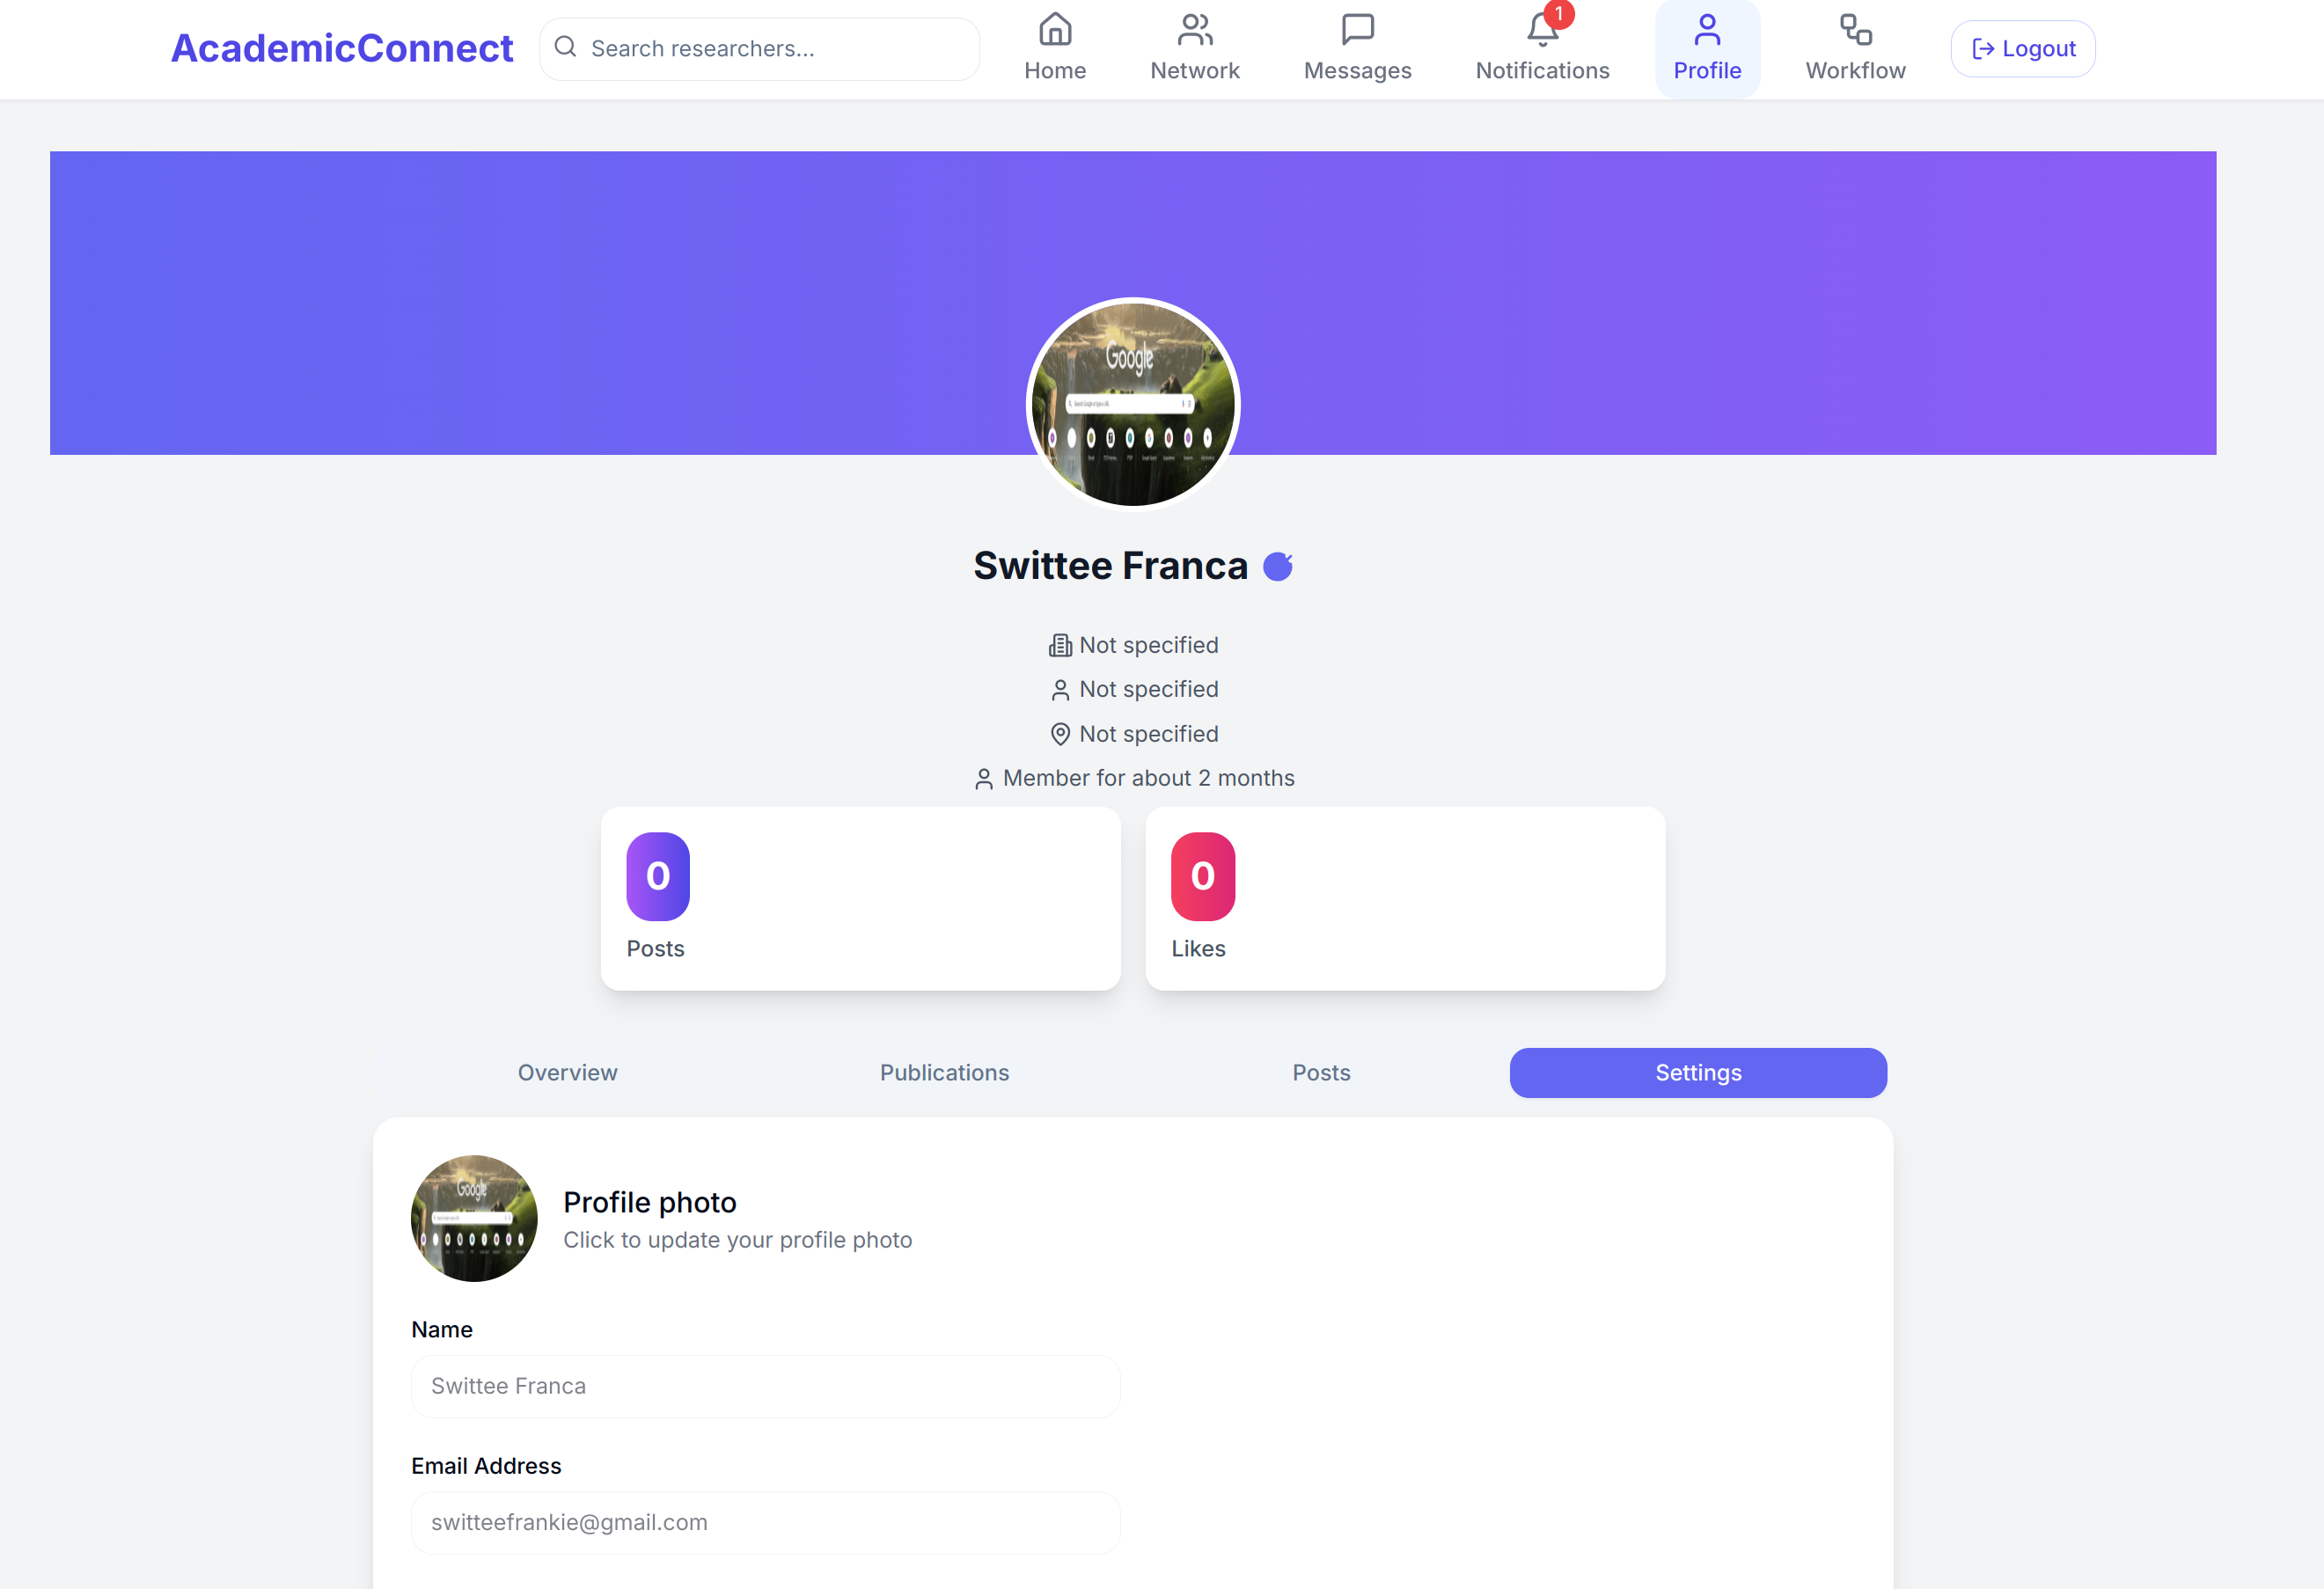 AcademicConnect
Search researchers...
Home
Network
Messages
1
Notifications
Profile
Workflow
Logout
Google
Swittee Franca
Not specified
Not specified
Not specified
Member for about 2 months
0
Posts
0
Likes
Overview
Publications
Posts
Settings
Google
Profile photo
Click to update your profile photo
Name
Swittee Franca
Email Address
switteefrankie@gmail.com